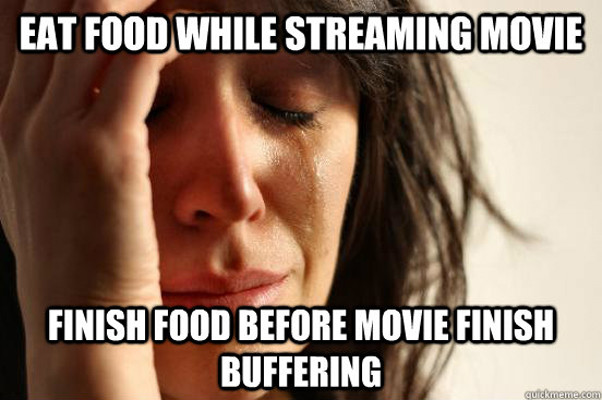 EAT FOOD WHILE STREAMING MOVIE
FINISH FOOD BEFORE MOVIE FINISH
BUFFERING
quickmeme.com